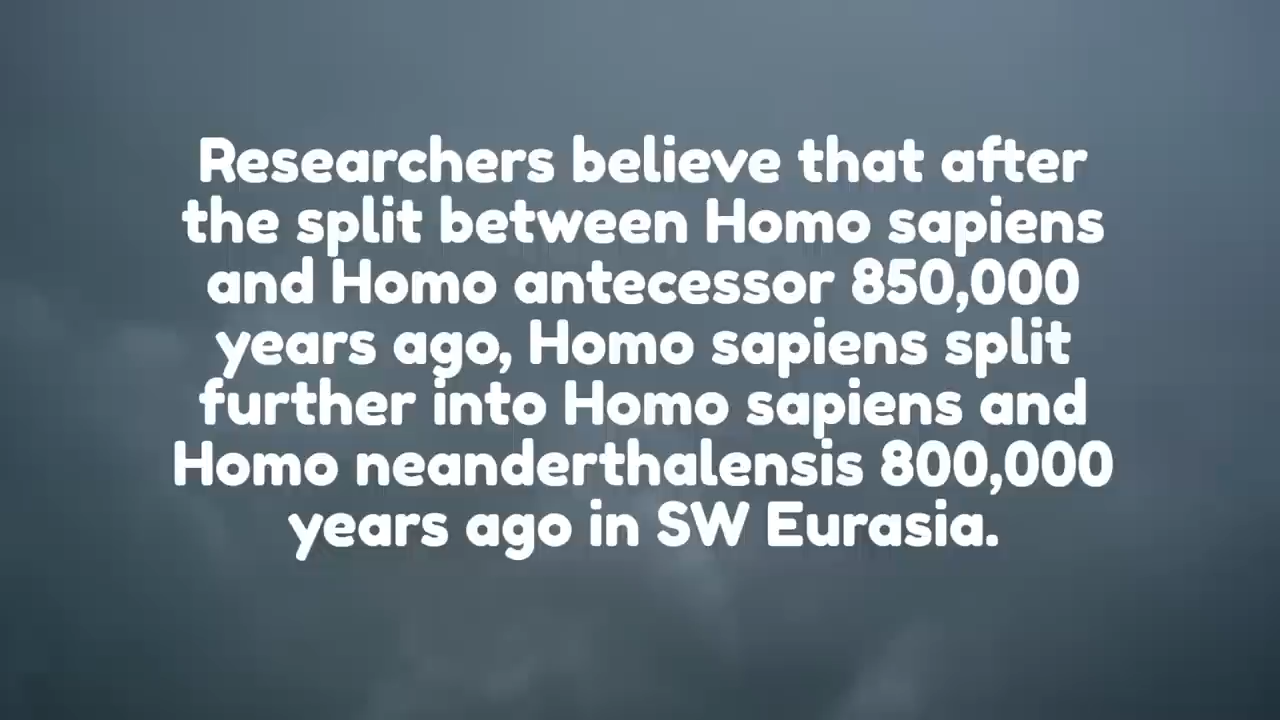 Researchers believe that after
the split between Homo sapiens
and Homo antecessor 850,000
years ago, Homo sapiens split
further into Homo sapiens and
Homo neanderthalensis 800,000
years ago in SW Eurasia.